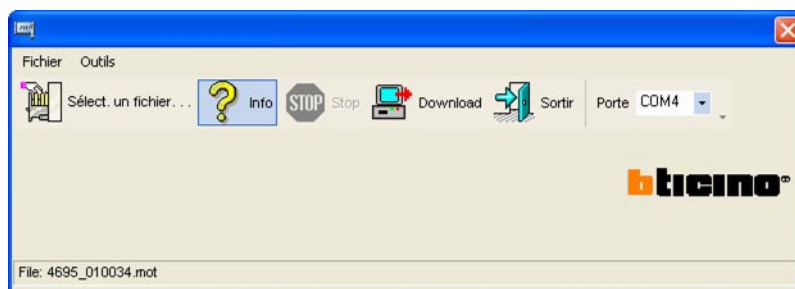 Fichier Outils
Sélect. un fichier. . . Info STOP Stop Download Sortir Porte COM4
bticino
File: 4695_010034.mot